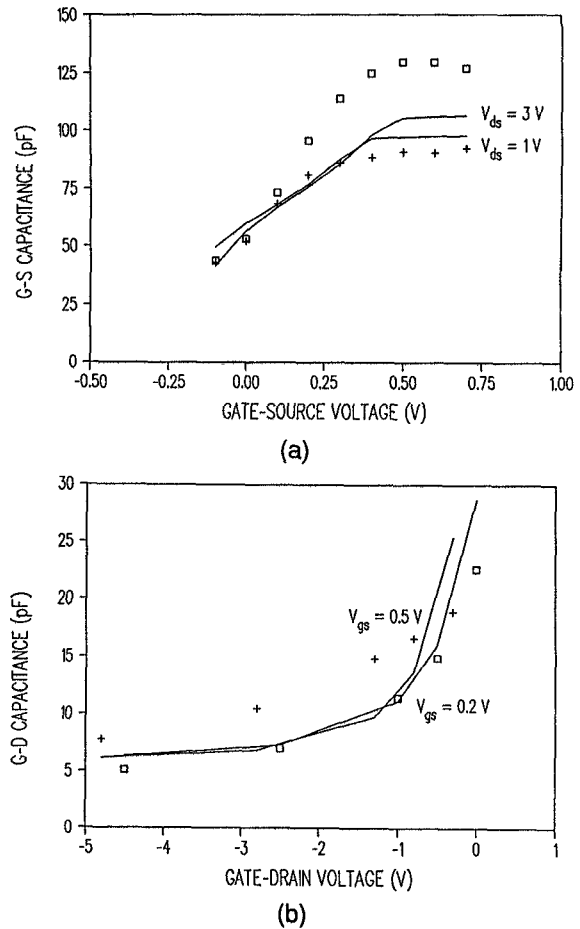 150
125
100
75
50
25
0
G-S CAPACITANCE (pF)
V_ds = 3 V
V_ds = 1 V
-0.50 -0.25 0.00 0.25 0.50 0.75 1.00
GATE-SOURCE VOLTAGE (V)
(a)
30
25
20
15
10
5
0
G-D CAPACITANCE (pF)
V_gs = 0.5 V
V_gs = 0.2 V
-5 -4 -3 -2 -1 0 1
GATE-DRAIN VOLTAGE (V)
(b)